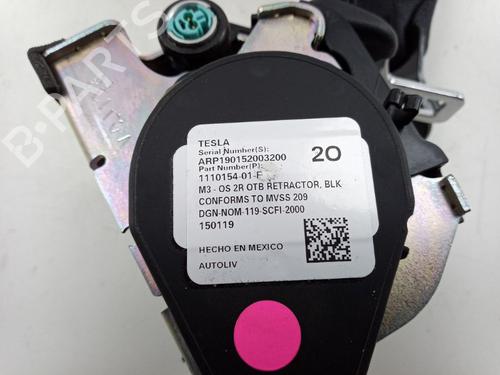 B-PARTS
TESLA
Serial Number(S):
ARP190152003200
20
Part Number(P):
1110154-01-F
M3 - OS 2R OTB RETRACTOR, BLK
CONFORMS TO MVSS 209
DGN-NOM-119-SCFI-2000
150119
HECHO EN MEXICO
AUTOLIV